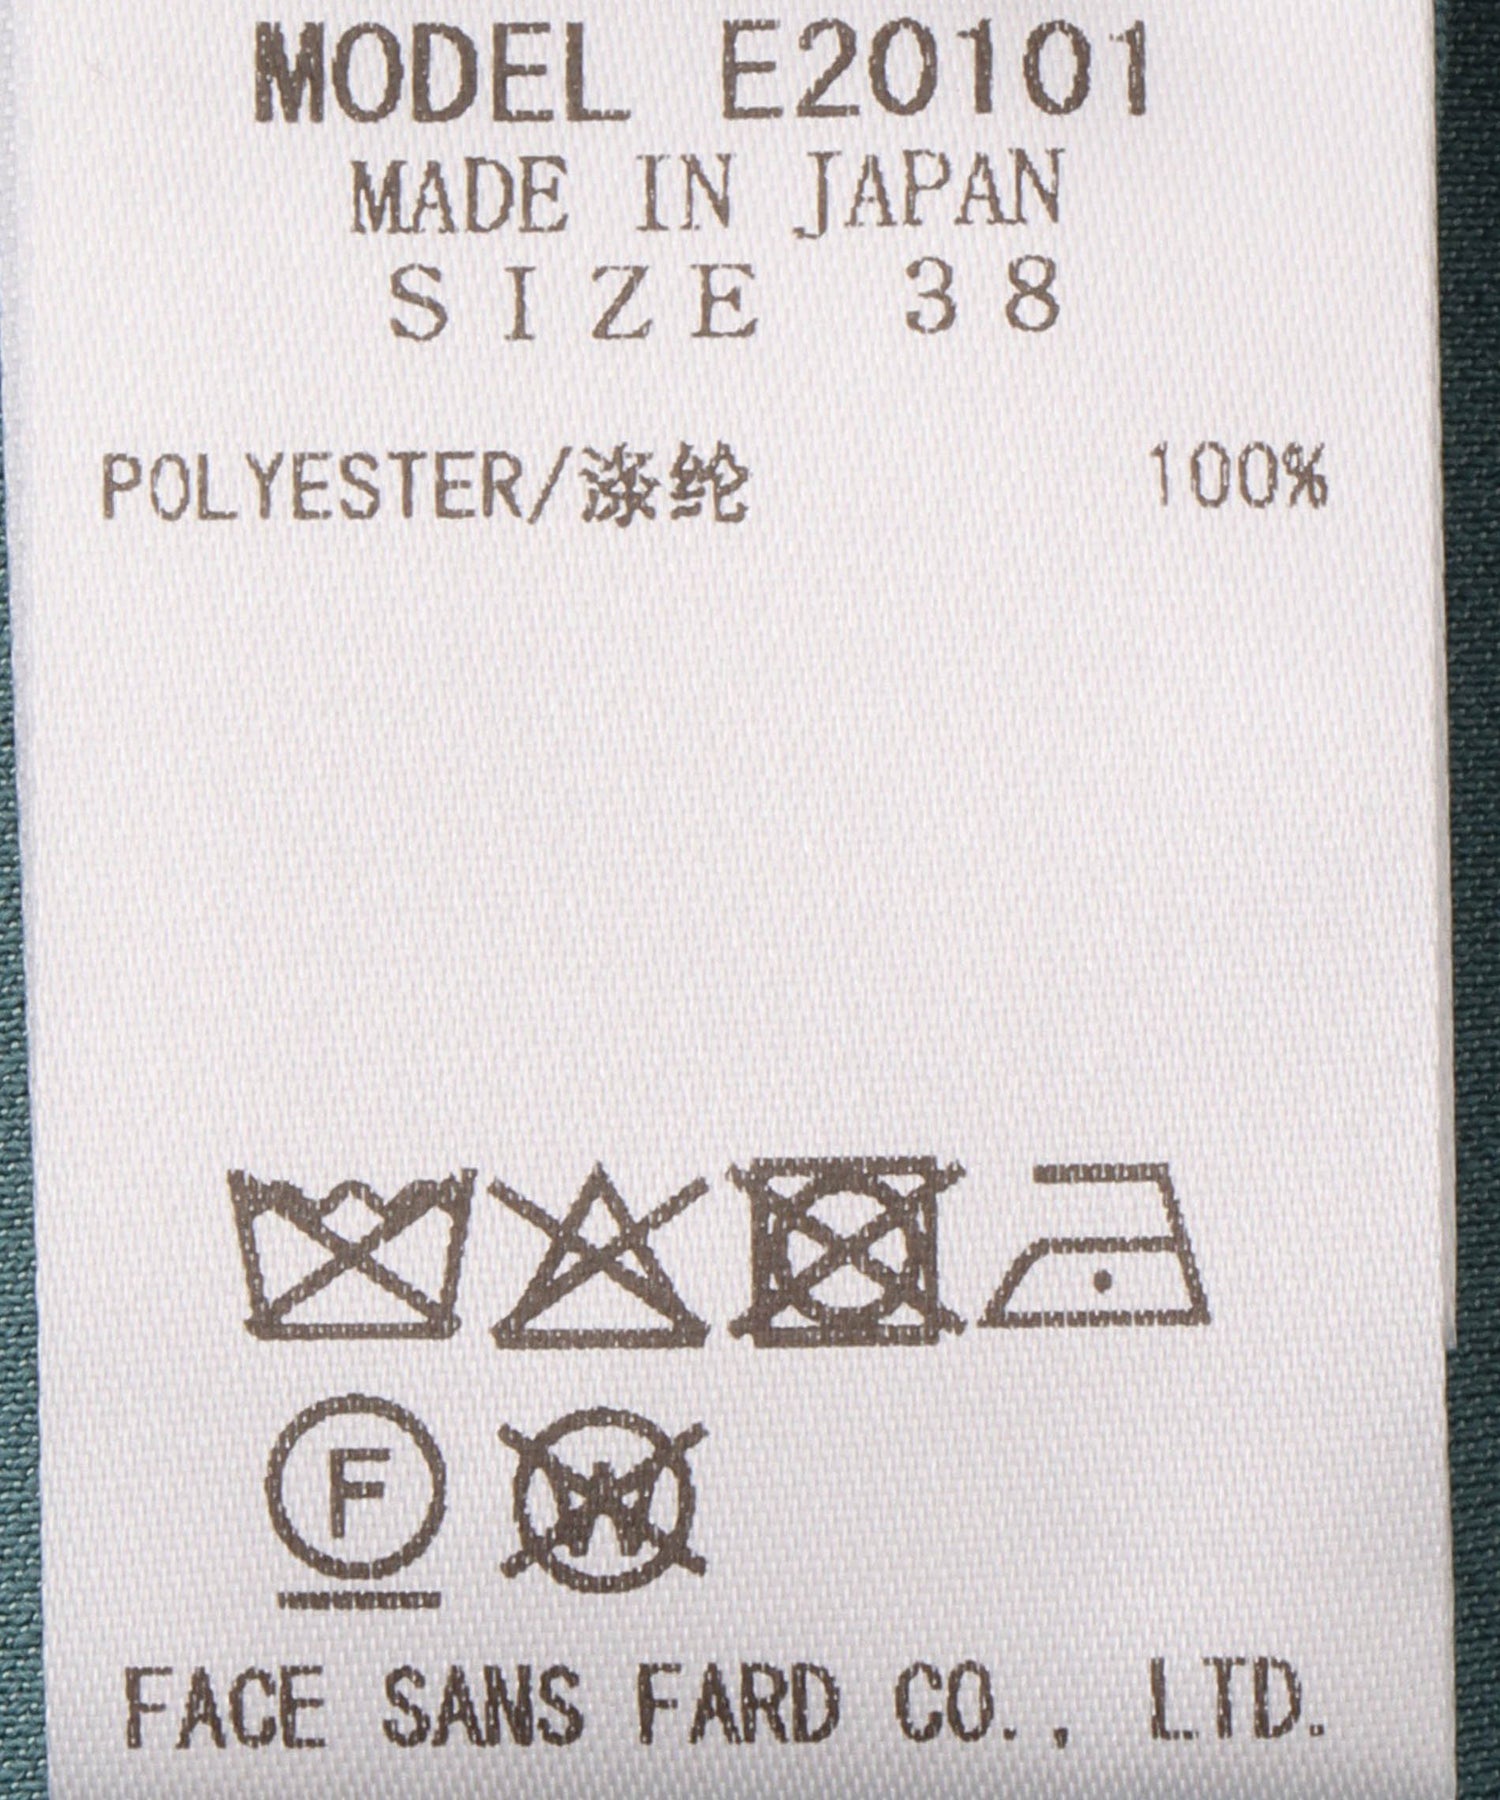 MODEL E20101
MADE IN JAPAN
SIZE 38
POLYESTER/涤纶 100%
F
W
FACE SANS FARD CO., LTD.